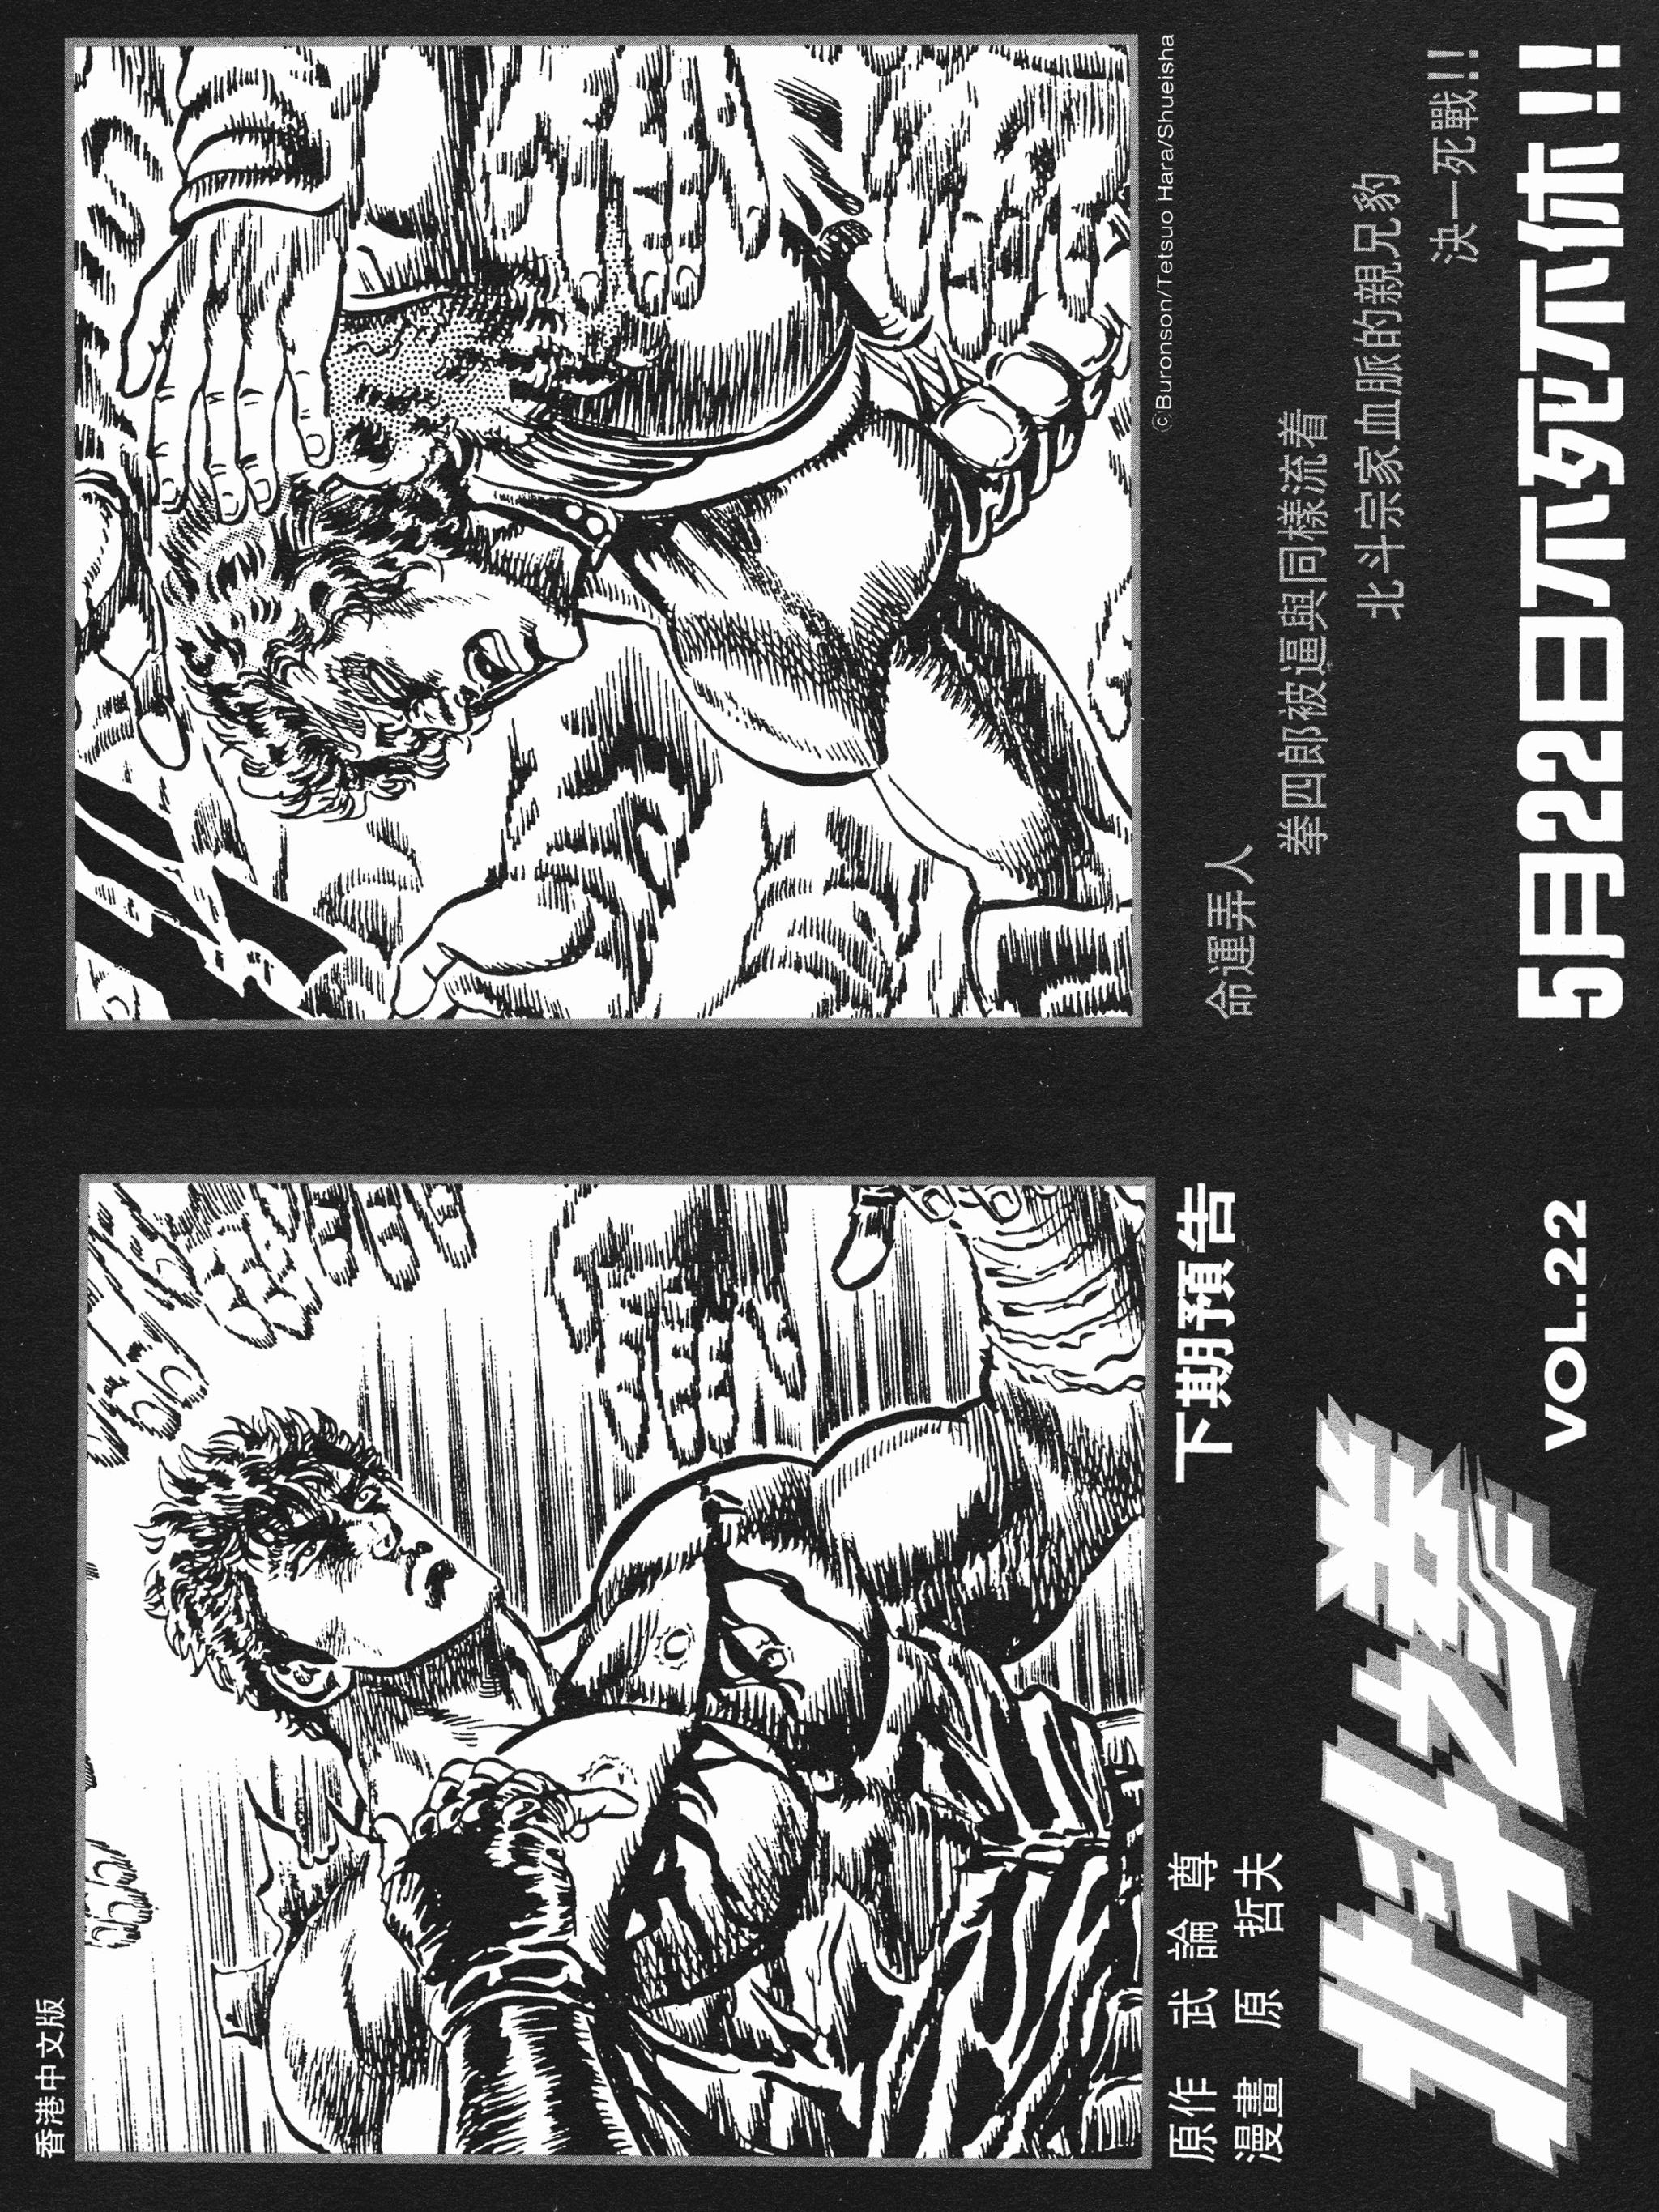 香港中文版
原作 武論尊
漫畫 原哲夫
下期預告
北斗之拳
VOL.22
©Buronson/Tetsuo Hara/Shueisha
命運弄人
拳四郎被逼與同樣流着
北斗宗家血脈的親兄豹
決一死戰!!
5月22日不死不休!!